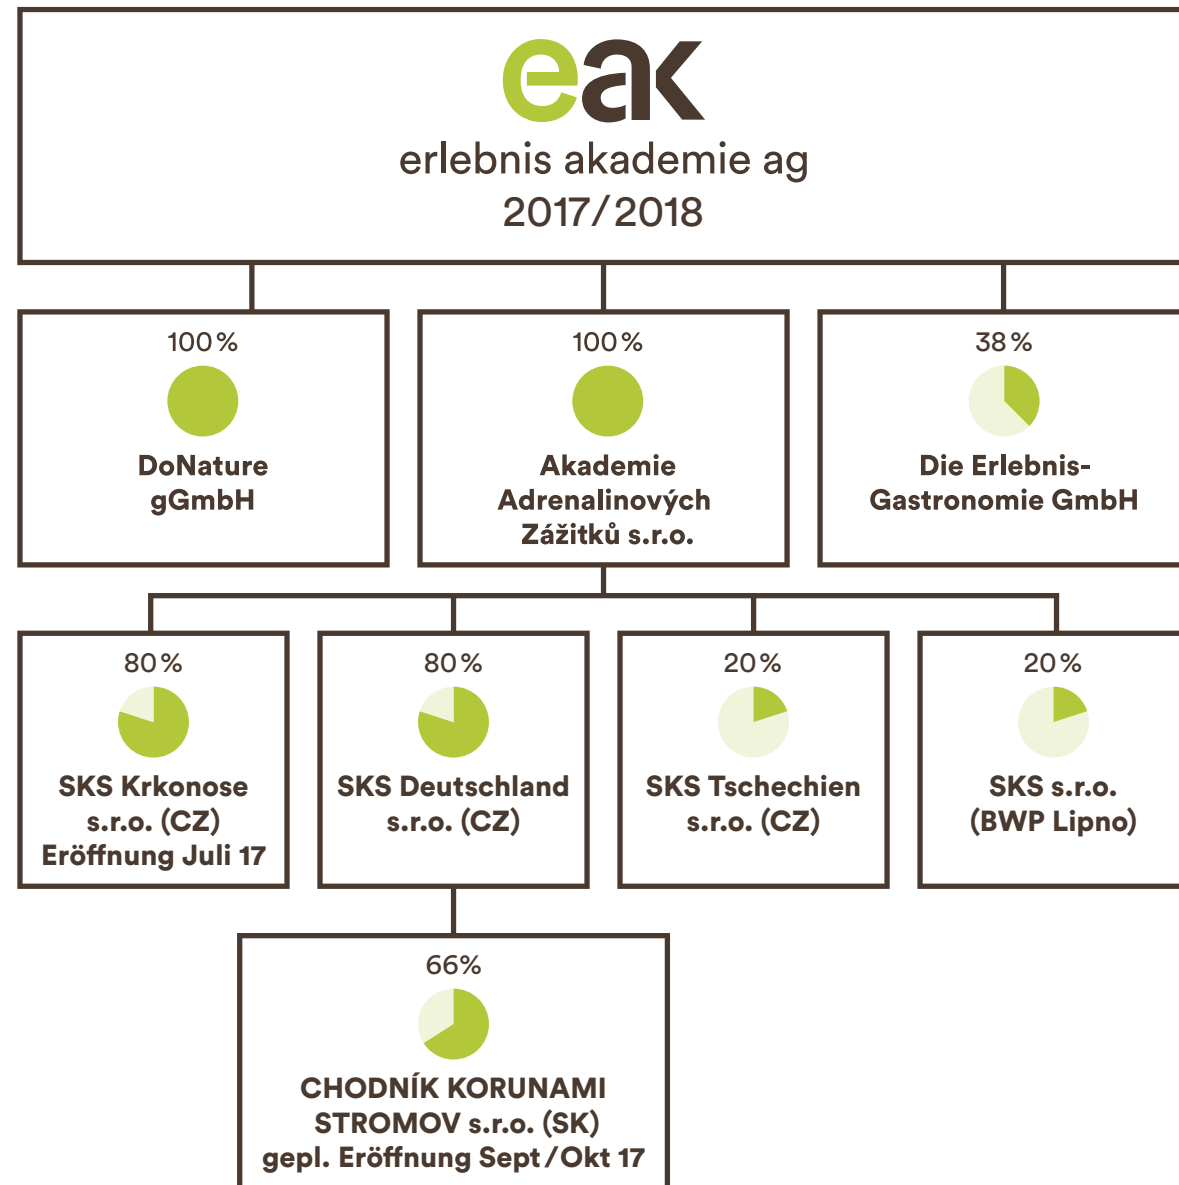 eak
erlebnis akademie ag
2017/2018
100 %
DoNature
gGmbH
100 %
Akademie
Adrenalinových
Zážitků s.r.o.
38 %
Die Erlebnis-
Gastronomie GmbH
80 %
SKS Krkonose
s.r.o. (CZ)
Eröffnung Juli 17
80 %
SKS Deutschland
s.r.o. (CZ)
20 %
SKS Tschechien
s.r.o. (CZ)
20 %
SKS s.r.o.
(BWP Lipno)
66%
CHODNÍK KORUNAMI
STROMOV s.r.o. (SK)
gepl. Eröffnung Sept/Okt 17